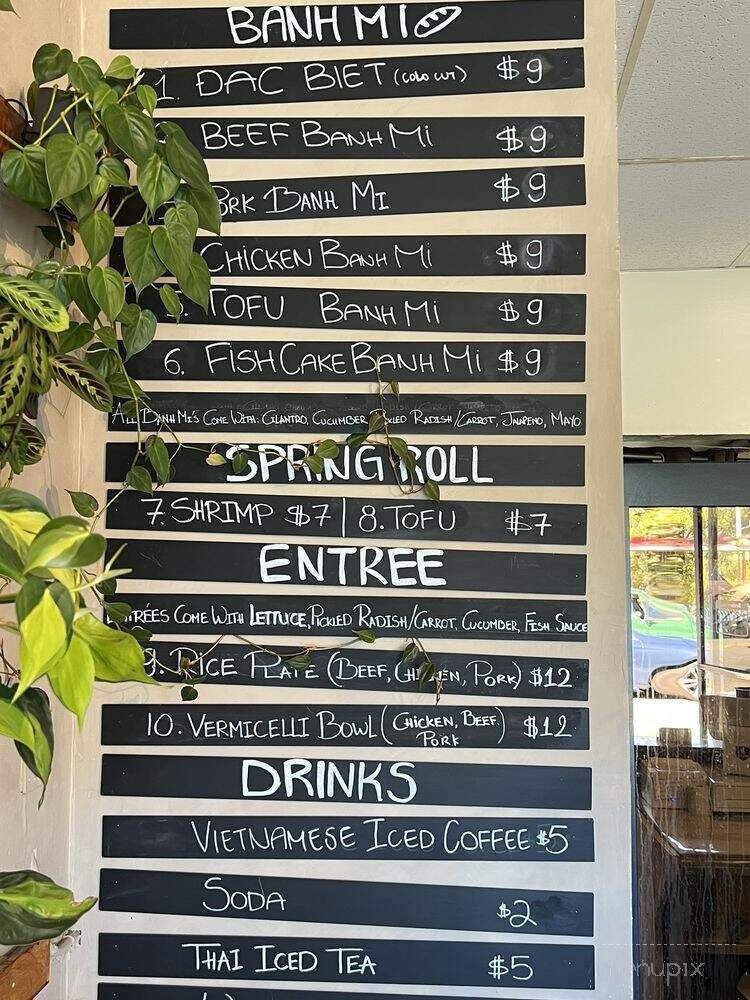 BANH MI
1. ĐAC BIET (COLD CUT) $9
BEEF BANH MI $9
PORK BANH MI $9
CHICKEN BANH MI $9
5. TOFU BANH MI $9
6. FISH CAKE BANH MI $9
ALL BANH MI'S COME WITH: CILANTRO, CUCUMBER, PICKLED RADISH/CARROT, JALAPENO, MAYO
SPRING ROLL
7. SHRIMP $7 | 8. TOFU $7
ENTREE
ENTRÉES COME WITH LETTUCE, PICKLED RADISH/CARROT, CUCUMBER, FISH SAUCE
9. RICE PLATE (BEEF, CHICKEN, PORK) $12
10. VERMICELLI BOWL (CHICKEN, BEEF, PORK) $12
DRINKS
VIETNAMESE ICED COFFEE $5
SODA $2
THAI ICED TEA $5
menupix